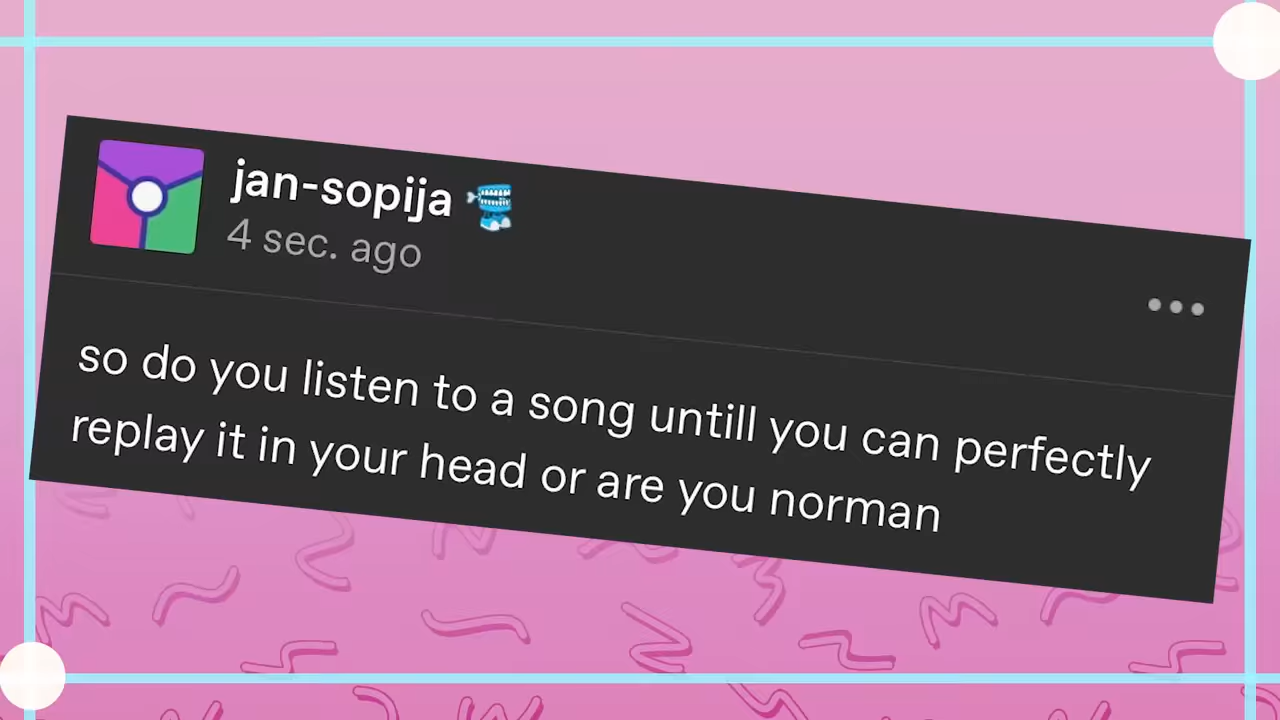 jan-sopija
4 sec. ago
so do you listen to a song untill you can perfectly
replay it in your head or are you norman